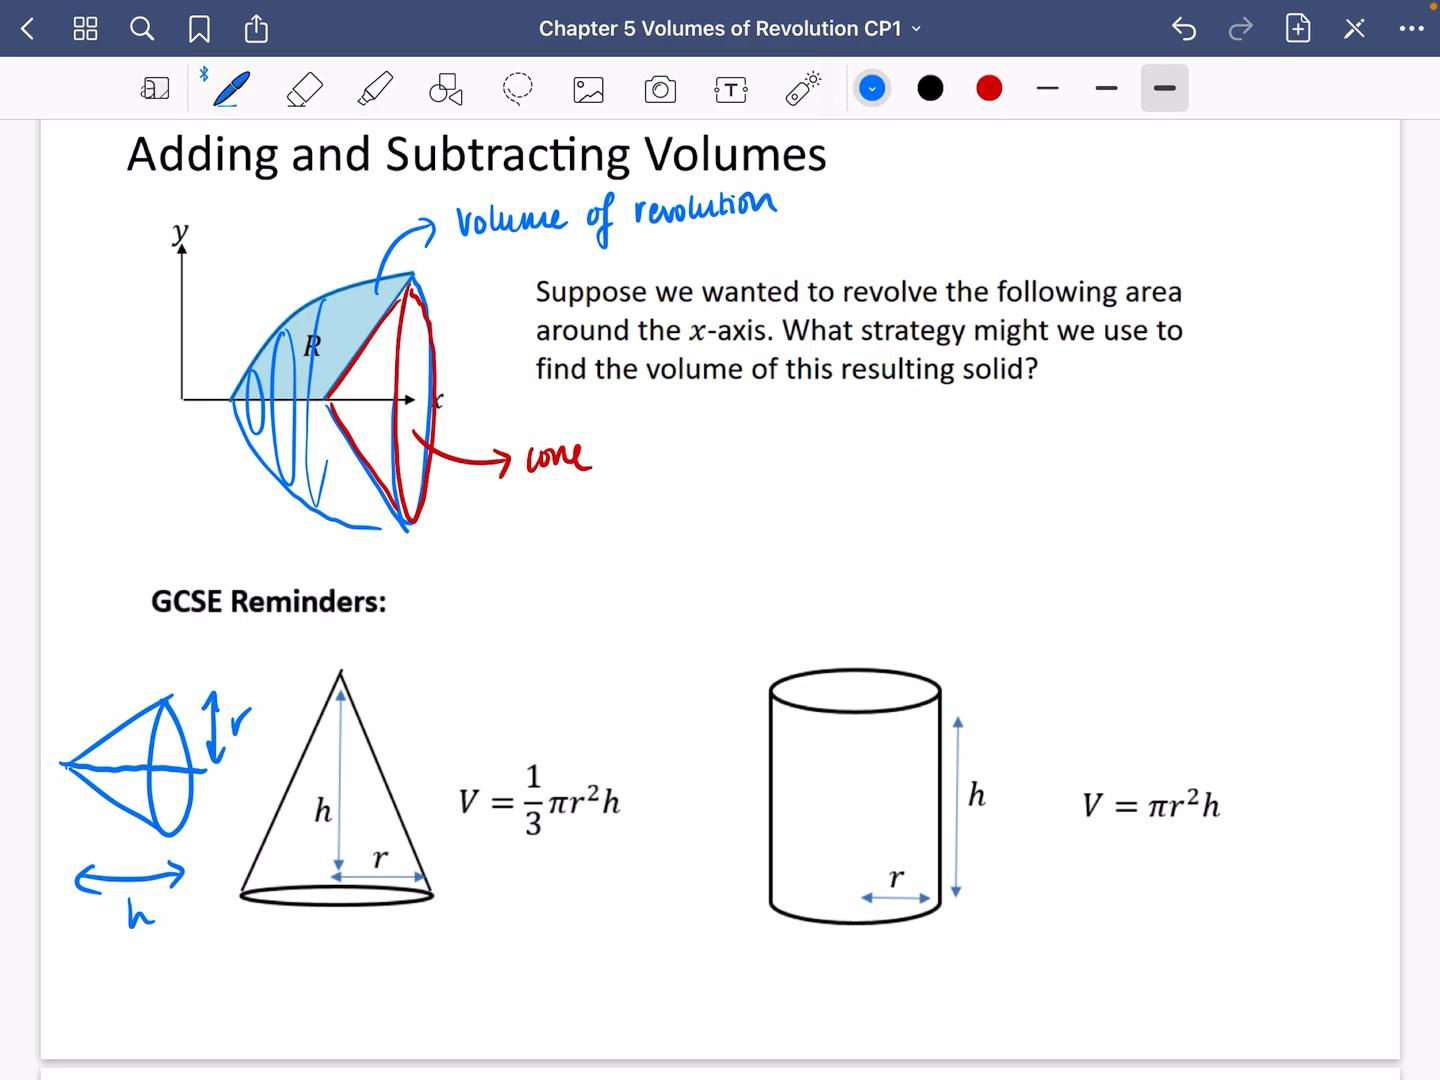 Chapter 5 Volumes of Revolution CP1
Adding and Subtracting Volumes
Volume of revolution
y
Suppose we wanted to revolve the following area
around the x-axis. What strategy might we use to
find the volume of this resulting solid?
R
x
cone
GCSE Reminders:
r
h
V = 1/3 πr²h
r
h
h
V = πr²h
r